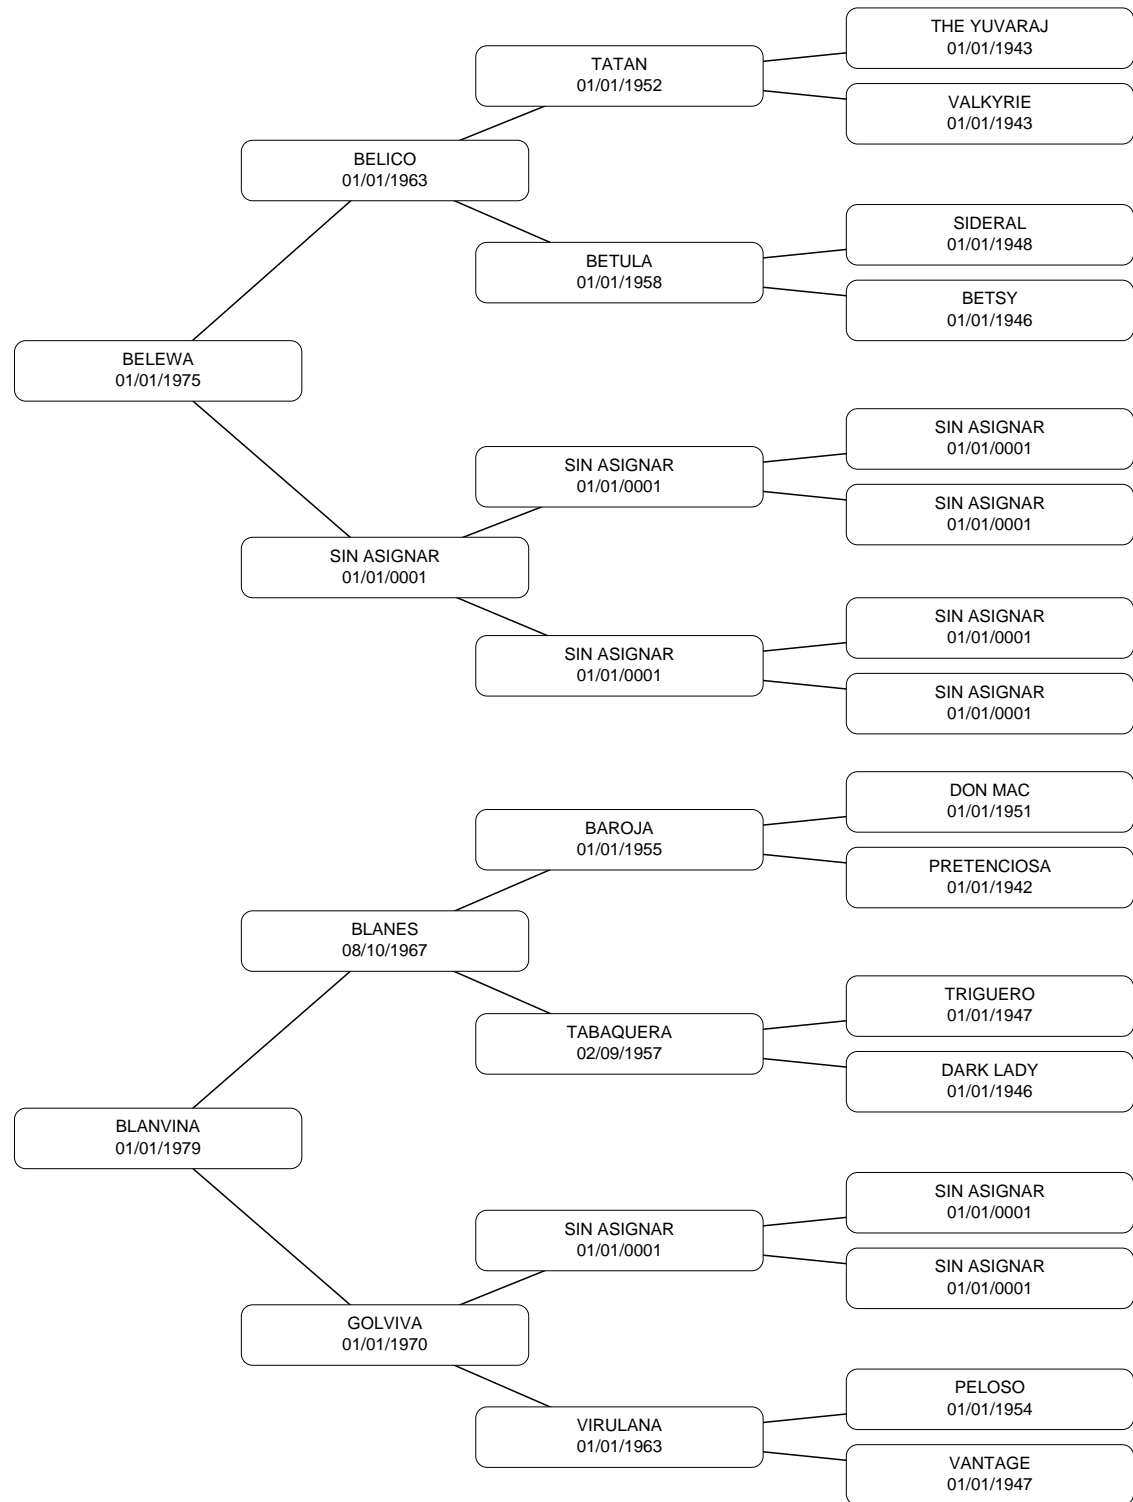 THE YUVARAJ
01/01/1943
TATAN
01/01/1952
VALKYRIE
01/01/1943
BELICO
01/01/1963
SIDERAL
01/01/1948
BETULA
01/01/1958
BETSY
01/01/1946
BELEWA
01/01/1975
SIN ASIGNAR
01/01/0001
SIN ASIGNAR
01/01/0001
SIN ASIGNAR
01/01/0001
SIN ASIGNAR
01/01/0001
SIN ASIGNAR
01/01/0001
SIN ASIGNAR
01/01/0001
SIN ASIGNAR
01/01/0001
DON MAC
01/01/1951
BAROJA
01/01/1955
PRETENCIOSA
01/01/1942
BLANES
08/10/1967
TRIGUERO
01/01/1947
TABAQUERA
02/09/1957
DARK LADY
01/01/1946
BLANVINA
01/01/1979
SIN ASIGNAR
01/01/0001
SIN ASIGNAR
01/01/0001
SIN ASIGNAR
01/01/0001
GOLVIVA
01/01/1970
PELOSO
01/01/1954
VIRULANA
01/01/1963
VANTAGE
01/01/1947